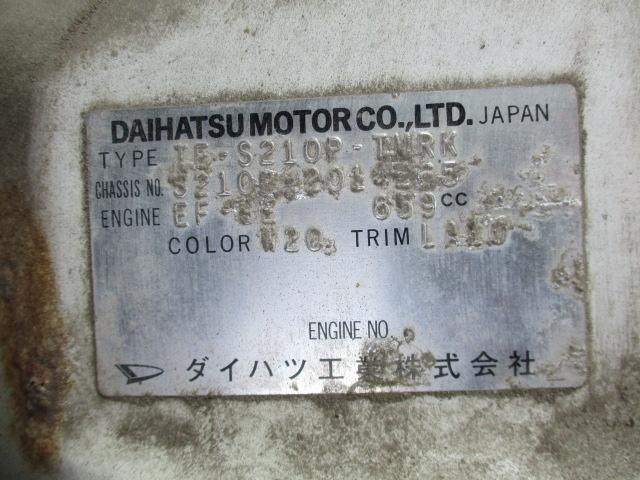 DAIHATSU MOTOR CO., LTD. JAPAN
TYPE TE-S210P-TMRK
CHASSIS NO.
ENGINE EF-SE 659 CC
COLOR W20 TRIM LA10
ENGINE NO.
ダイハツ工業株式会社